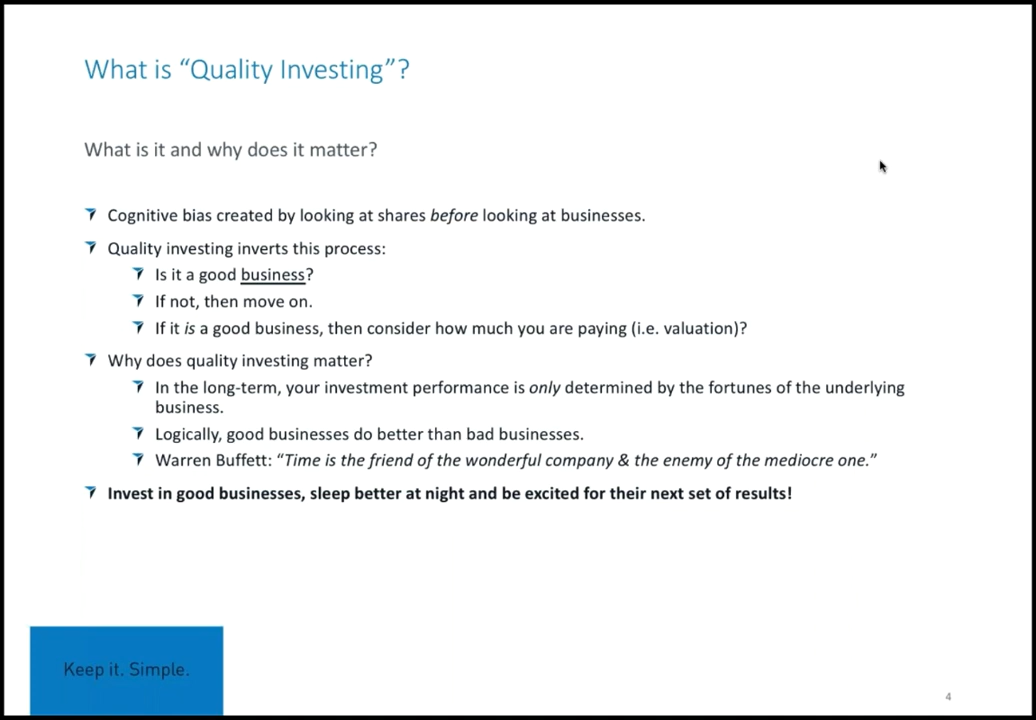 What is “Quality Investing”?
What is it and why does it matter?
Cognitive bias created by looking at shares before looking at businesses.
Quality investing inverts this process:
Is it a good business?
If not, then move on.
If it is a good business, then consider how much you are paying (i.e. valuation)?
Why does quality investing matter?
In the long-term, your investment performance is only determined by the fortunes of the underlying
business.
Logically, good businesses do better than bad businesses.
Warren Buffett: “Time is the friend of the wonderful company & the enemy of the mediocre one.”
Invest in good businesses, sleep better at night and be excited for their next set of results!
Keep it. Simple.
4